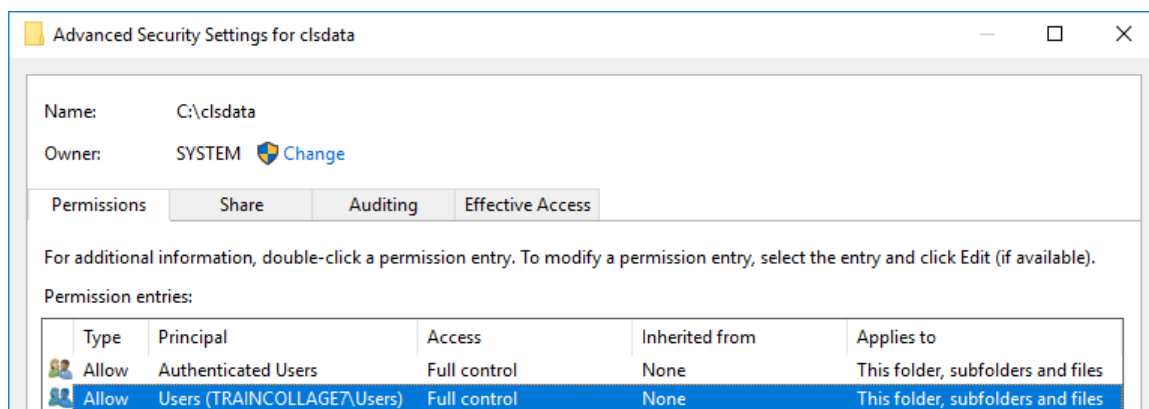 Advanced Security Settings for clsdata
Name: C:\clsdata
Owner: SYSTEM Change
Permissions Share Auditing Effective Access
For additional information, double-click a permission entry. To modify a permission entry, select the entry and click Edit (if available).
Permission entries:
Type Principal Access Inherited from Applies to
Allow Authenticated Users Full control None This folder, subfolders and files
Allow Users (TRAINCOLLAGE7\Users) Full control None This folder, subfolders and files